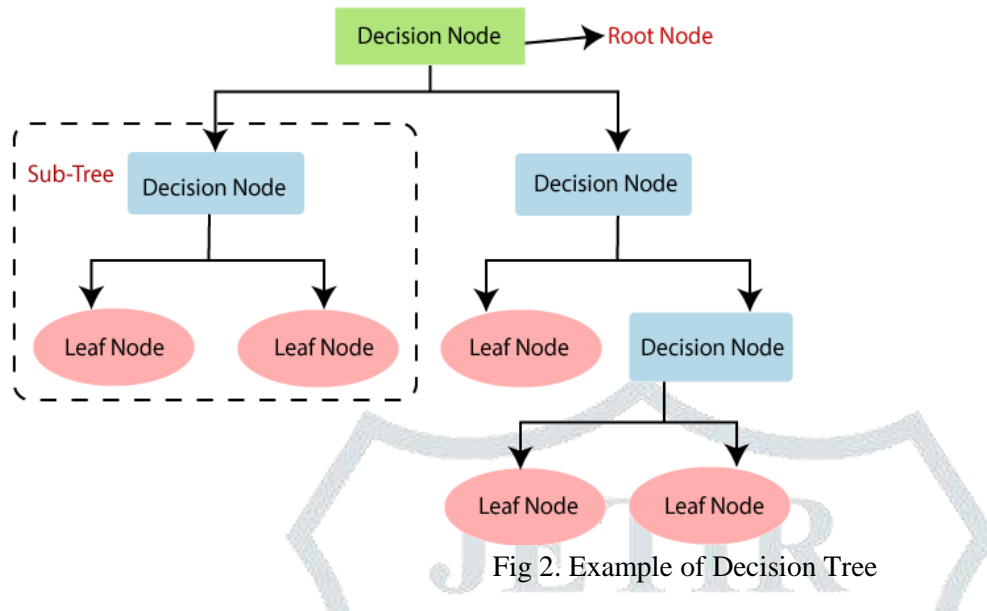 Decision Node
Root Node
Sub-Tree
Decision Node
Decision Node
Leaf Node
Leaf Node
Leaf Node
Decision Node
Leaf Node
Leaf Node
JETIR
Fig 2. Example of Decision Tree